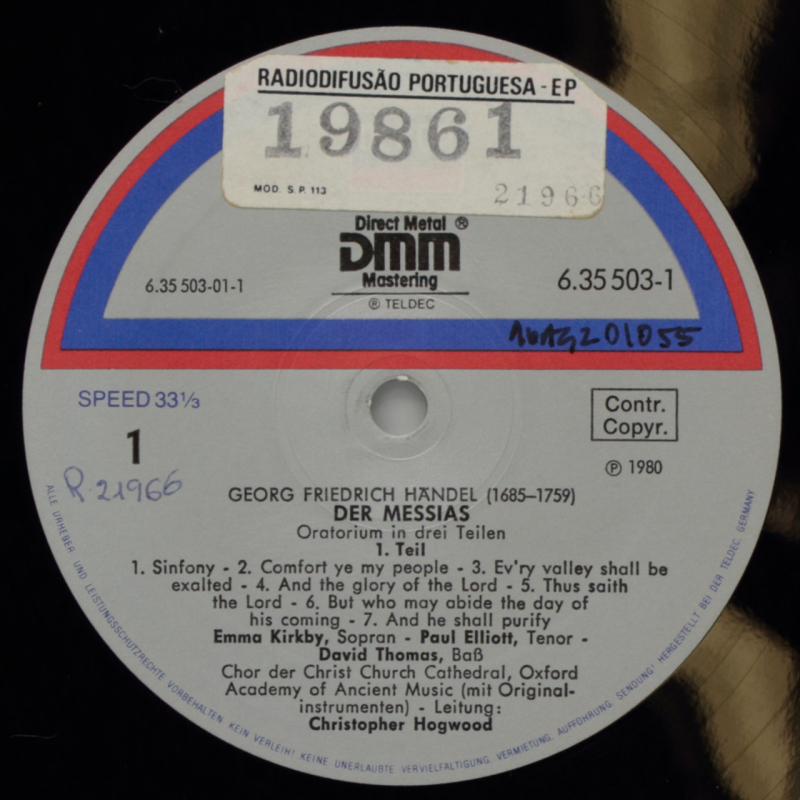 RADIODIFUSÃO PORTUGUESA - EP
19861
MOD. S.P. 113
21966
Direct Metal ®
DMM
Mastering
℗ TELDEC
6.35 503-01-1
6.35 503-1
SPEED 33 1/3
Contr.
Copyr.
1
℗ 1980
R. 21966
GEORG FRIEDRICH HÄNDEL (1685–1759)
DER MESSIAS
Oratorium in drei Teilen
1. Teil
1. Sinfony - 2. Comfort ye my people - 3. Ev'ry valley shall be
exalted - 4. And the glory of the Lord - 5. Thus saith
the Lord - 6. But who may abide the day of
his coming - 7. And he shall purify
Emma Kirkby, Sopran - Paul Elliott, Tenor -
David Thomas, Baß
Chor der Christ Church Cathedral, Oxford
Academy of Ancient Music (mit Original-
instrumenten) - Leitung:
Christopher Hogwood
ALLE URHEBER UND LEISTUNGSSCHUTZRECHTE VORBEHALTEN KEIN VERLEIH! KEINE UNERLAUBTE VERVIELFÄLTIGUNG, VERMIETUNG, AUFFÜHRUNG, SENDUNG! HERGESTELLT BEI DER TELDEC, GERMANY